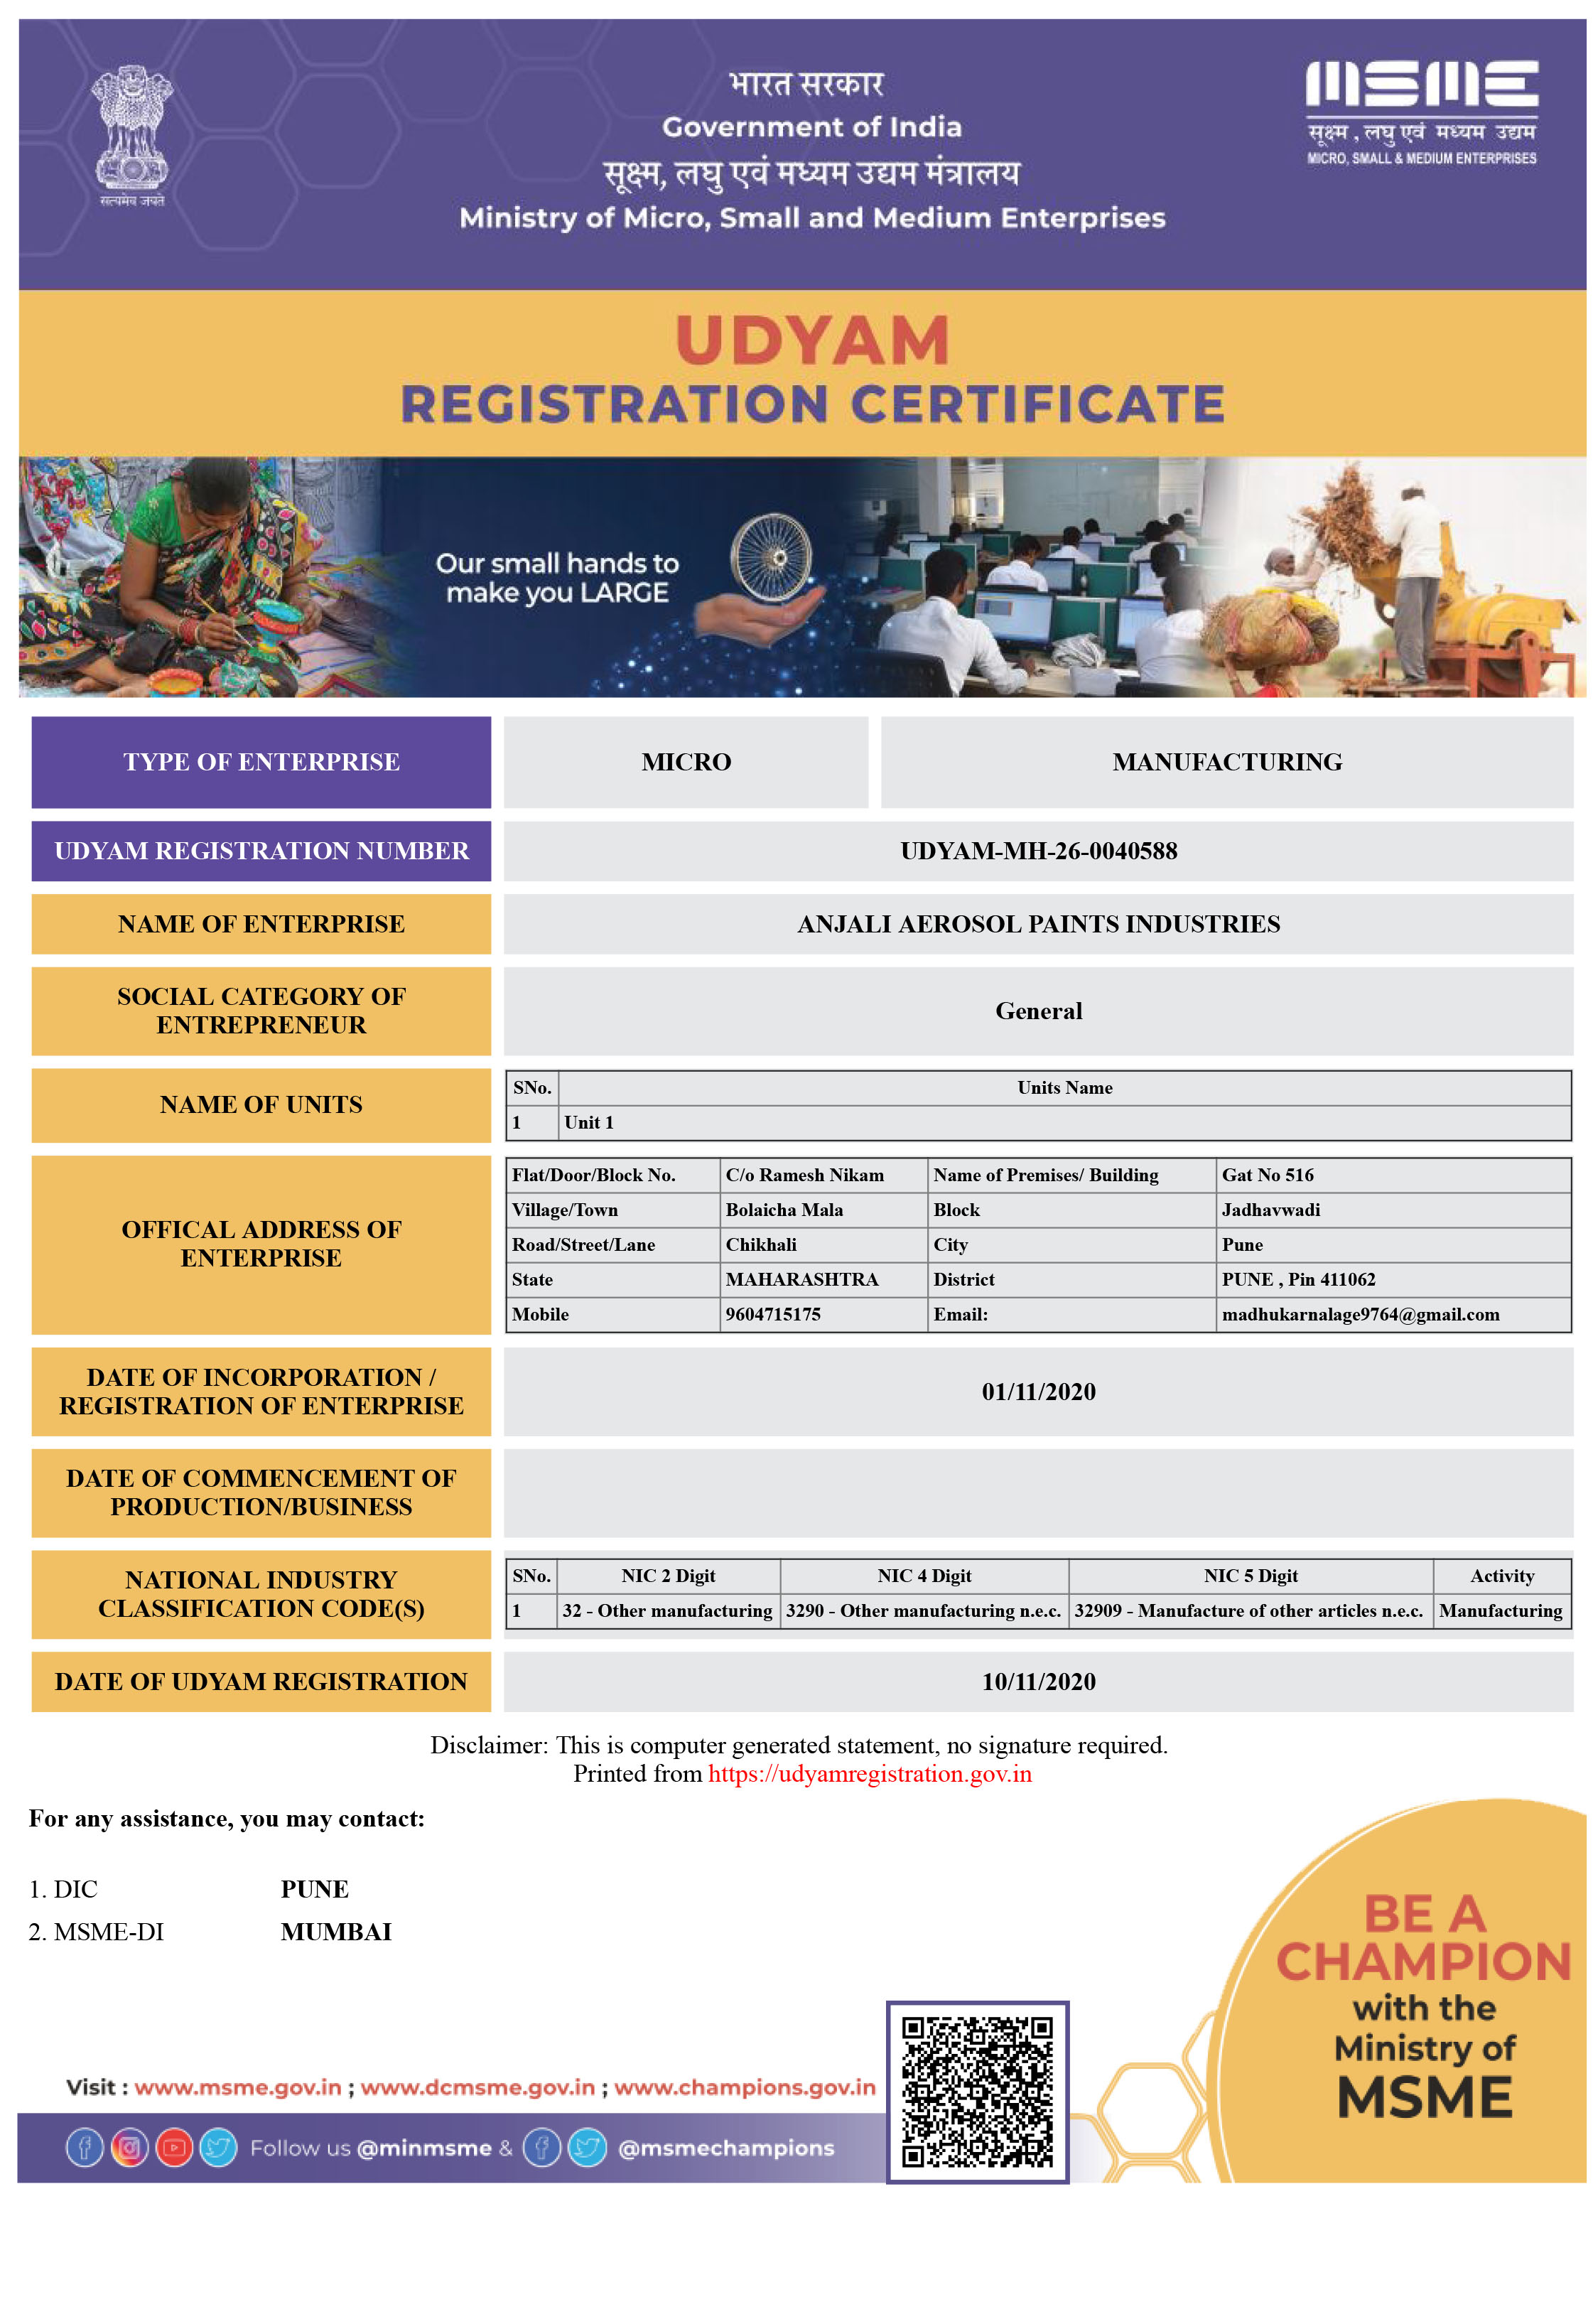 भारत सरकार
Government of India
सूक्ष्म, लघु एवं मध्यम उद्यम मंत्रालय
Ministry of Micro, Small and Medium Enterprises
सत्यमेव जयते
MSME
सूक्ष्म , लघु एवं मध्यम उद्यम
MICRO, SMALL & MEDIUM ENTERPRISES
UDYAM
REGISTRATION CERTIFICATE
Our small hands to
make you LARGE
TYPE OF ENTERPRISE MICRO MANUFACTURING
UDYAM REGISTRATION NUMBER UDYAM-MH-26-0040588
NAME OF ENTERPRISE ANJALI AEROSOL PAINTS INDUSTRIES
SOCIAL CATEGORY OF
ENTREPRENEUR
General
NAME OF UNITS
SNo. Units Name
1 Unit 1
OFFICAL ADDRESS OF
ENTERPRISE
Flat/Door/Block No. C/o Ramesh Nikam Name of Premises/ Building Gat No 516
Village/Town Bolaicha Mala Block Jadhavwadi
Road/Street/Lane Chikhali City Pune
State MAHARASHTRA District PUNE , Pin 411062
Mobile 9604715175 Email: madhukarnalage9764@gmail.com
DATE OF INCORPORATION /
REGISTRATION OF ENTERPRISE
01/11/2020
DATE OF COMMENCEMENT OF
PRODUCTION/BUSINESS
NATIONAL INDUSTRY
CLASSIFICATION CODE(S)
SNo. NIC 2 Digit NIC 4 Digit NIC 5 Digit Activity
1 32 - Other manufacturing 3290 - Other manufacturing n.e.c. 32909 - Manufacture of other articles n.e.c. Manufacturing
DATE OF UDYAM REGISTRATION 10/11/2020
Disclaimer: This is computer generated statement, no signature required.
Printed from https://udyamregistration.gov.in
For any assistance, you may contact:
1. DIC PUNE
2. MSME-DI MUMBAI
BE A
CHAMPION
with the
Ministry of
MSME
Visit : www.msme.gov.in ; www.dcmsme.gov.in ; www.champions.gov.in
Follow us @minmsme & @msmechampions